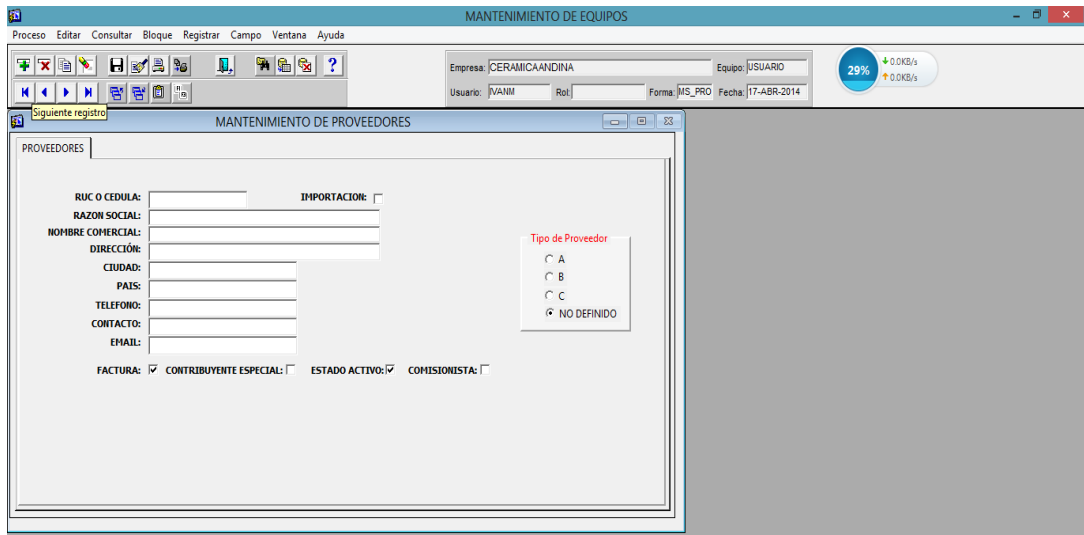 MANTENIMIENTO DE EQUIPOS
Proceso Editar Consultar Bloque Registrar Campo Ventana Ayuda
Empresa: CERAMICAANDINA Equipo: USUARIO
Usuario: IVANM Rol: Forma: MS_PRO Fecha: 17-ABR-2014
29% 0.0KB/s
0.0KB/s
Siguiente registro
MANTENIMIENTO DE PROVEEDORES
PROVEEDORES
RUC O CEDULA: IMPORTACION:
RAZON SOCIAL:
NOMBRE COMERCIAL:
DIRECCIÓN:
CIUDAD:
PAIS:
TELEFONO:
CONTACTO:
EMAIL:
Tipo de Proveedor
A
B
C
NO DEFINIDO
FACTURA: CONTRIBUYENTE ESPECIAL: ESTADO ACTIVO: COMISIONISTA: